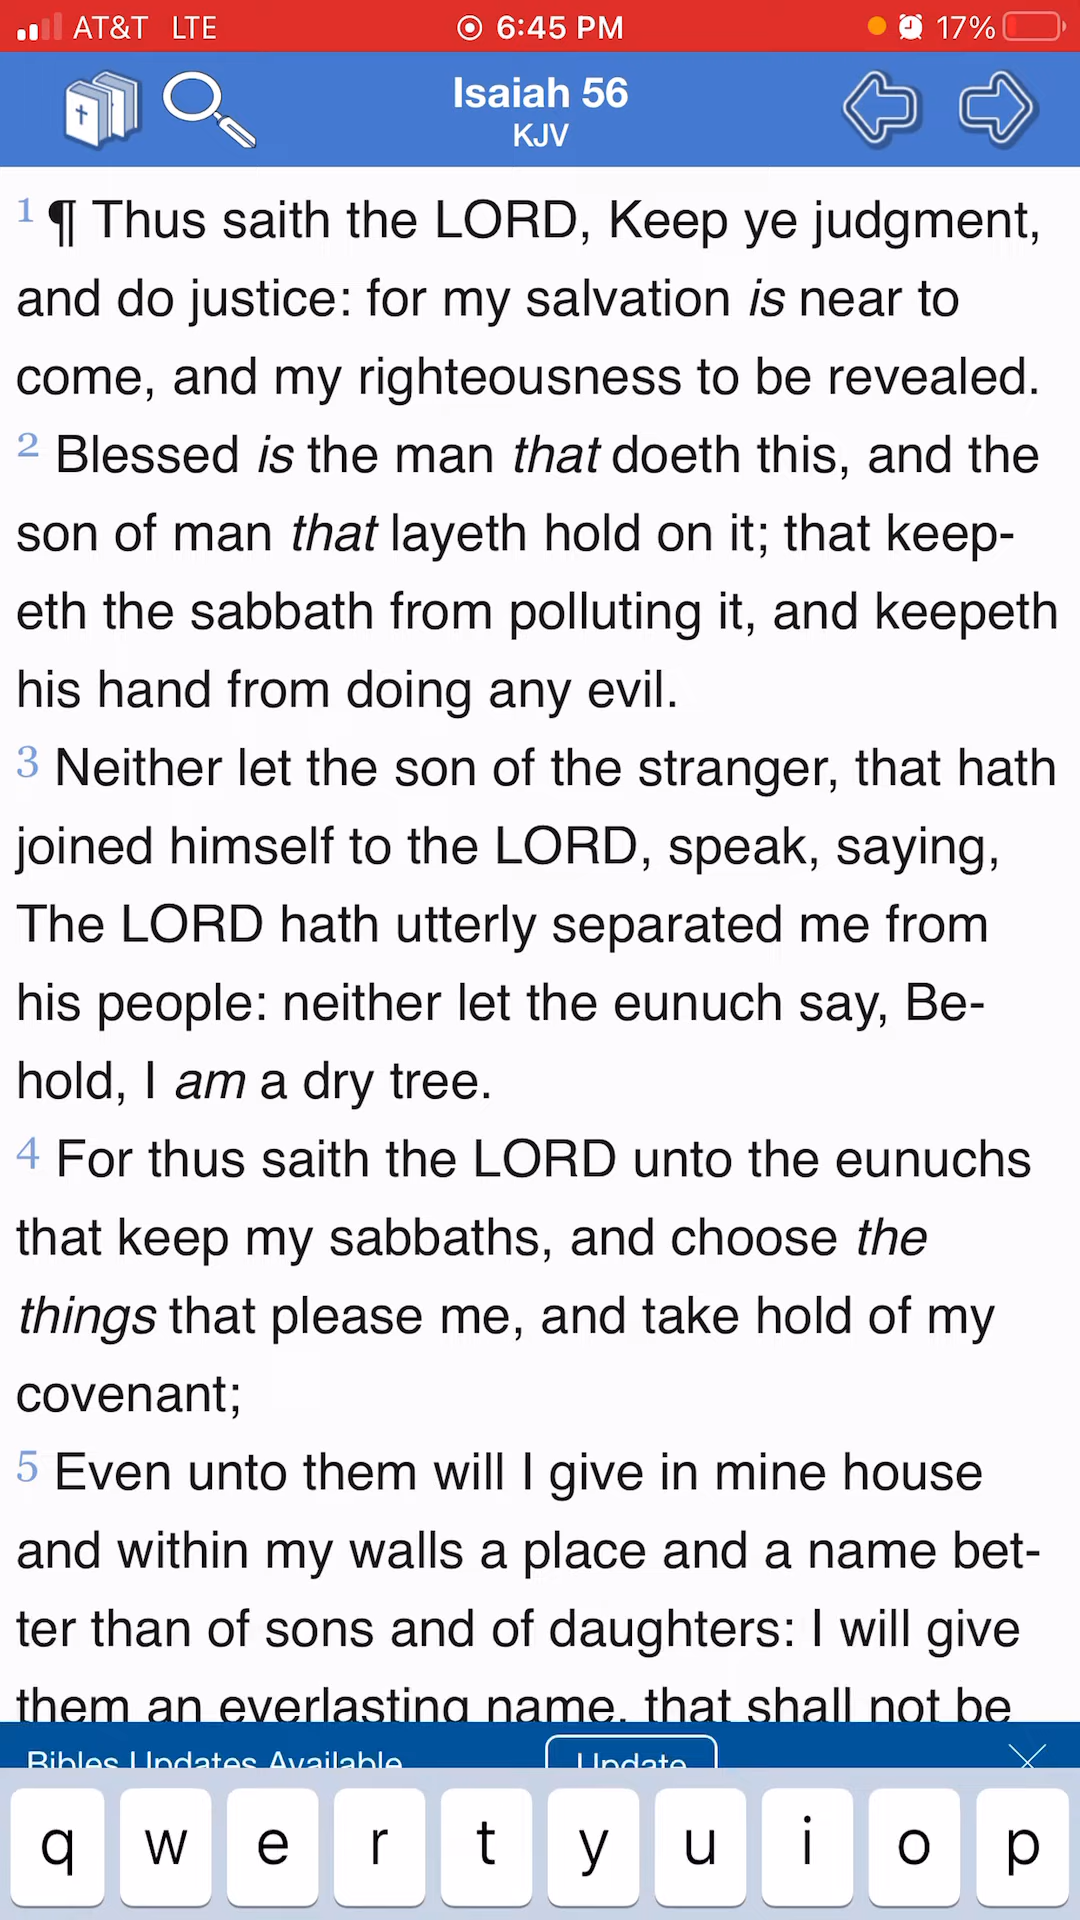 AT&T LTE 6:45 PM 17%
Isaiah 56
KJV
1 ¶ Thus saith the LORD, Keep ye judgment,
and do justice: for my salvation is near to
come, and my righteousness to be revealed.
2 Blessed is the man that doeth this, and the
son of man that layeth hold on it; that keep-
eth the sabbath from polluting it, and keepeth
his hand from doing any evil.
3 Neither let the son of the stranger, that hath
joined himself to the LORD, speak, saying,
The LORD hath utterly separated me from
his people: neither let the eunuch say, Be-
hold, I am a dry tree.
4 For thus saith the LORD unto the eunuchs
that keep my sabbaths, and choose the
things that please me, and take hold of my
covenant;
5 Even unto them will I give in mine house
and within my walls a place and a name bet-
ter than of sons and of daughters: I will give
them an everlasting name, that shall not be
Bibles Updates Available Update
q w e r t y u i o p